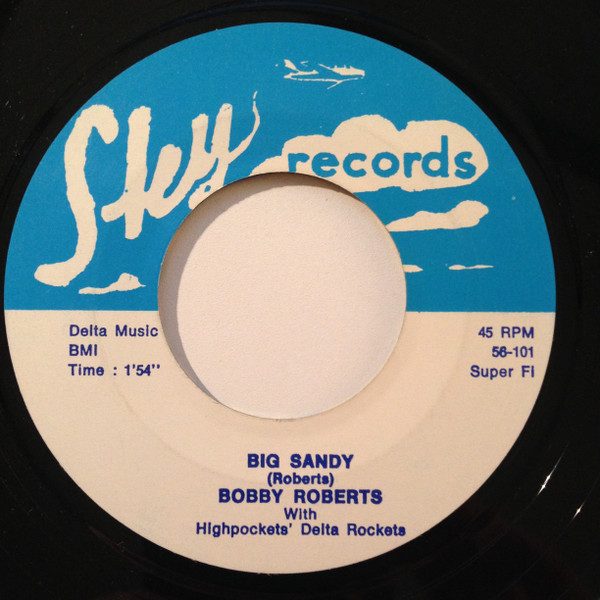 Sky records
Delta Music
BMI
Time : 1'54"
45 RPM
56-101
Super Fi
BIG SANDY
(Roberts)
BOBBY ROBERTS
With
Highpockets' Delta Rockets